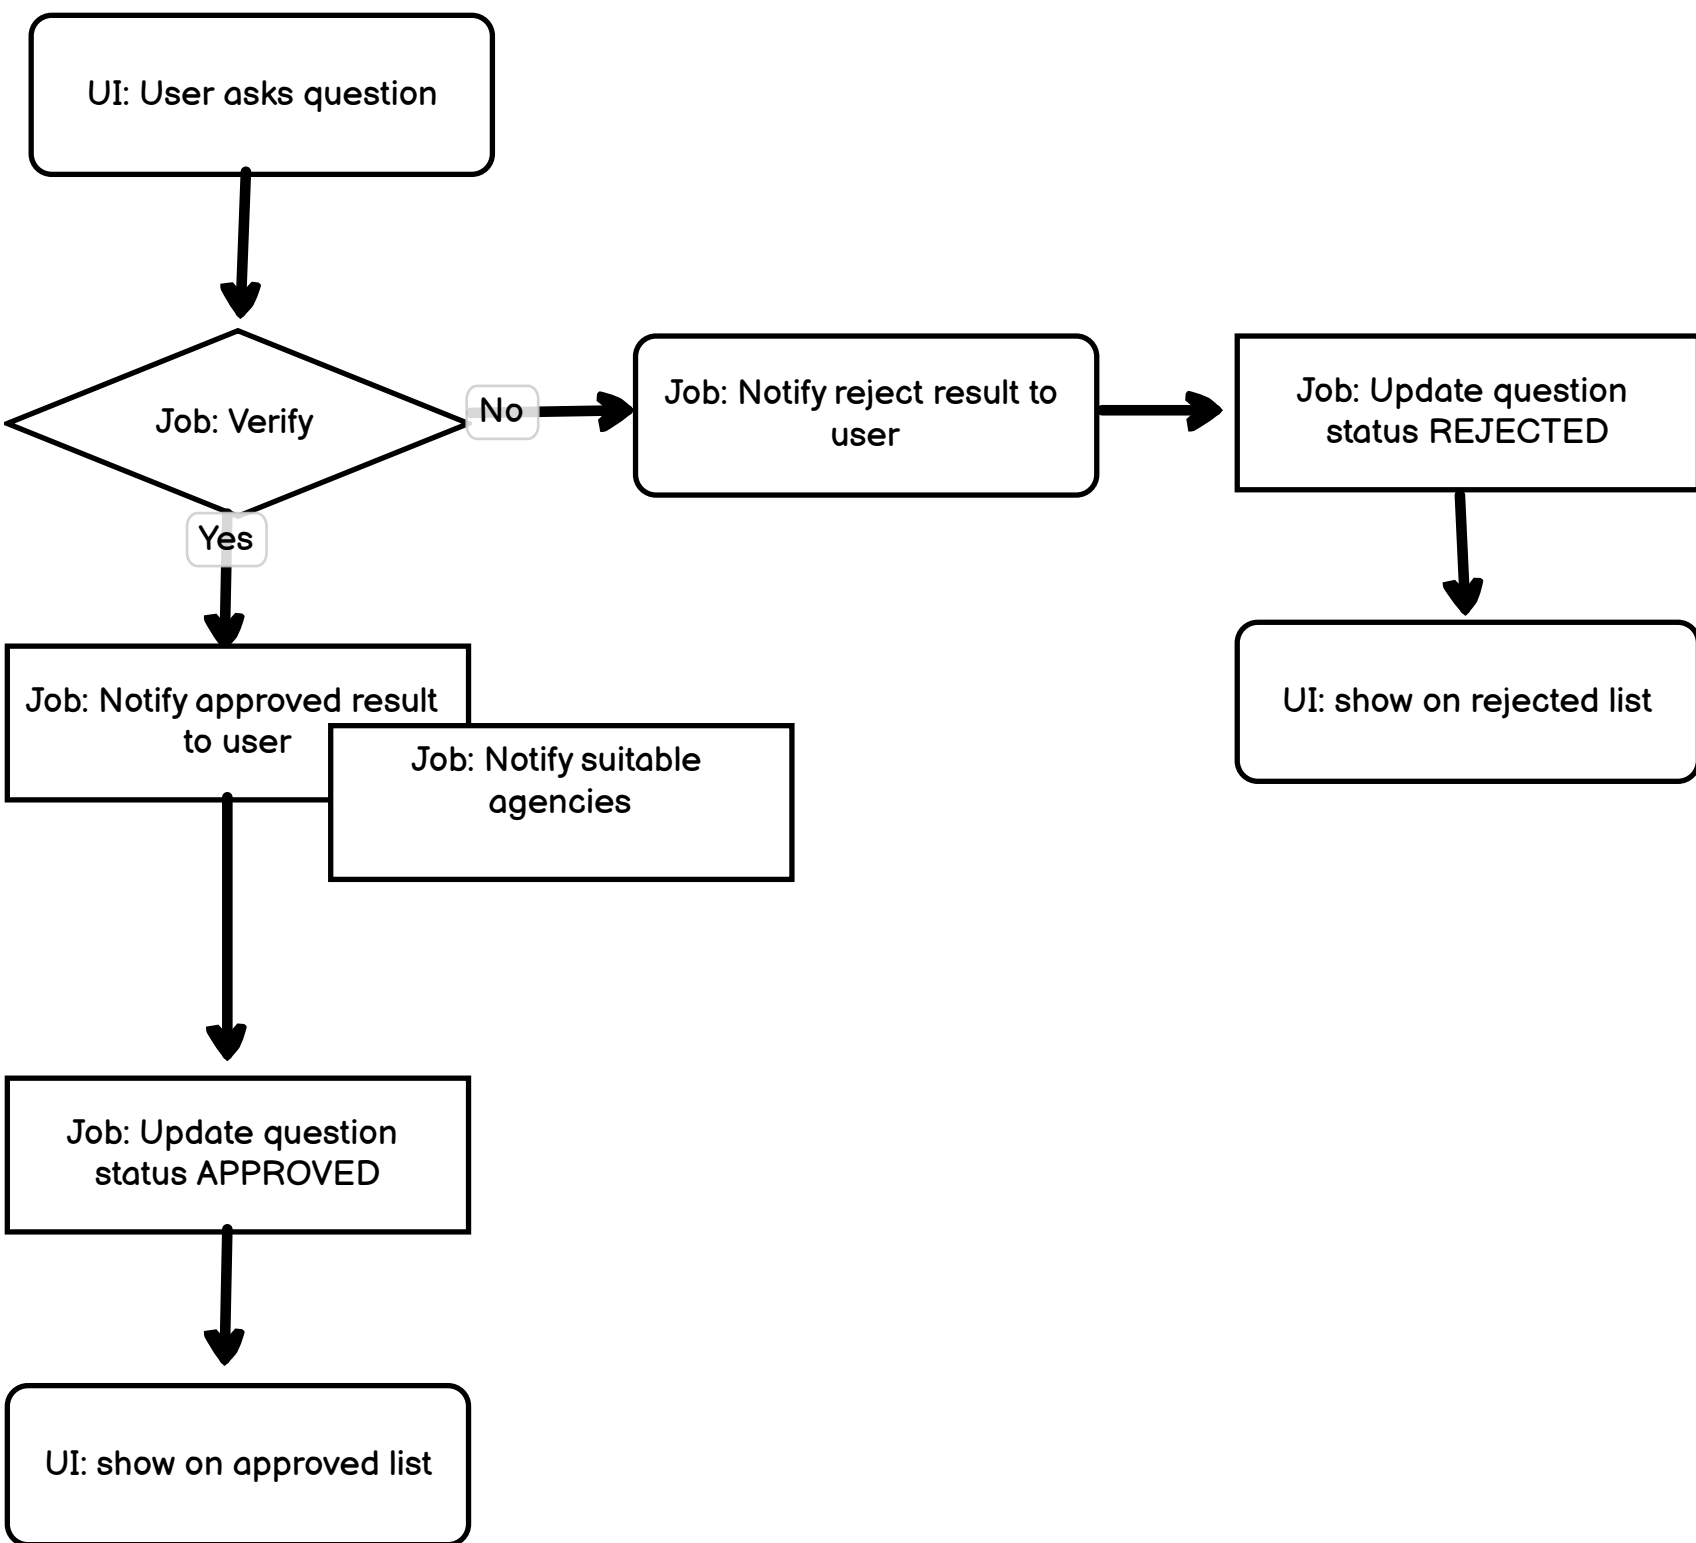 UI: User asks question
Job: Verify
No
Job: Notify reject result to
user
Job: Update question
status REJECTED
Yes
UI: show on rejected list
Job: Notify approved result
to user
Job: Notify suitable
agencies
Job: Update question
status APPROVED
UI: show on approved list